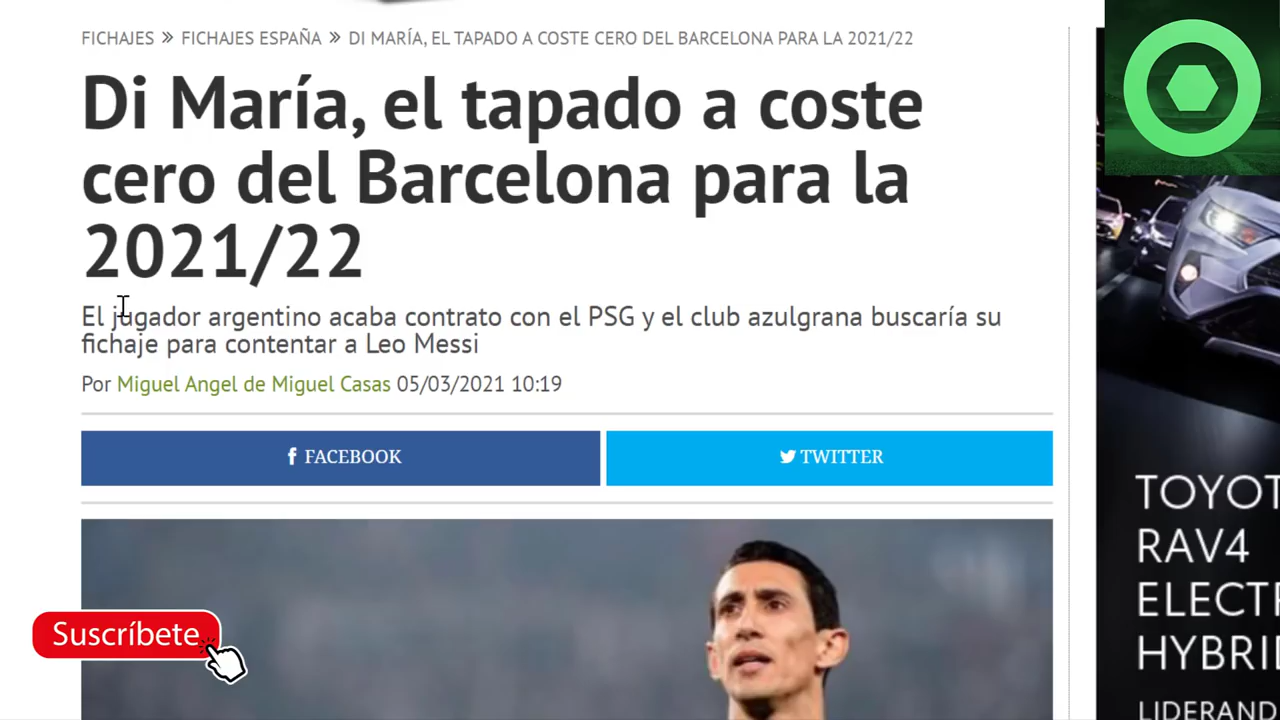 FICHAJES » FICHAJES ESPAÑA » DI MARÍA, EL TAPADO A COSTE CERO DEL BARCELONA PARA LA 2021/22
Di María, el tapado a coste
cero del Barcelona para la
2021/22
El jugador argentino acaba contrato con el PSG y el club azulgrana buscaría su
fichaje para contentar a Leo Messi
Por Miguel Angel de Miguel Casas 05/03/2021 10:19
FACEBOOK
TWITTER
Suscríbete
TOYOT
RAV4
ELECT
HYBRI
LIDERAND